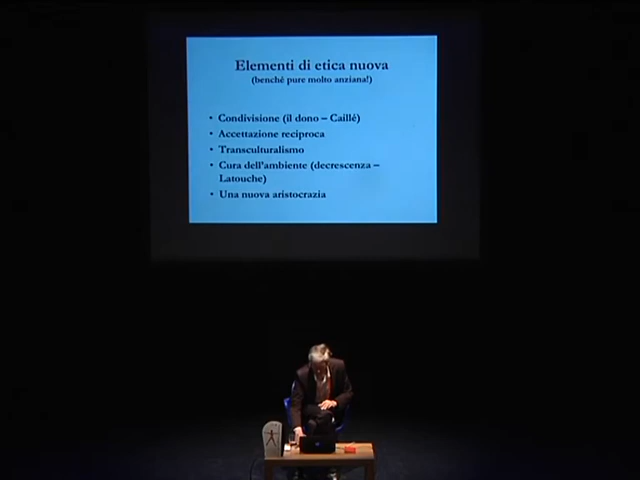 Elementi di etica nuova
(benchè pure molto anziana!)
• Condivisione (il dono – Caillé)
• Accettazione reciproca
• Transculturalismo
• Cura dell'ambiente (decrescenza –
Latouche)
• Una nuova aristocrazia